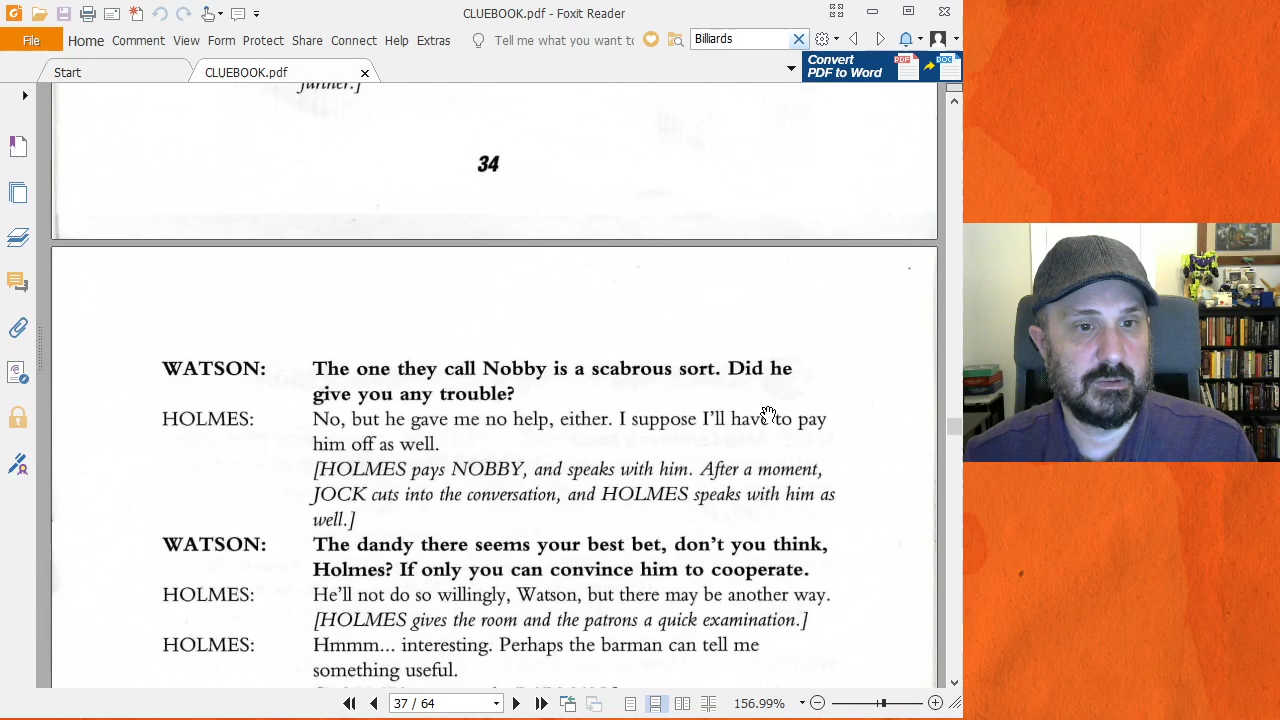 CLUEBOOK.pdf - Foxit Reader
File Home Comment View Form Protect Share Connect Help Extras Tell me what you want to Billiards
Start CLUEBOOK.pdf
Convert
PDF to Word
PDF DOC
further.]
34
WATSON: The one they call Nobby is a scabrous sort. Did he
give you any trouble?
HOLMES: No, but he gave me no help, either. I suppose I'll have to pay
him off as well.
[HOLMES pays NOBBY, and speaks with him. After a moment,
JOCK cuts into the conversation, and HOLMES speaks with him as
well.]
WATSON: The dandy there seems your best bet, don't you think,
Holmes? If only you can convince him to cooperate.
HOLMES: He'll not do so willingly, Watson, but there may be another way.
[HOLMES gives the room and the patrons a quick examination.]
HOLMES: Hmmm... interesting. Perhaps the barman can tell me
something useful.
37 / 64
156.99%